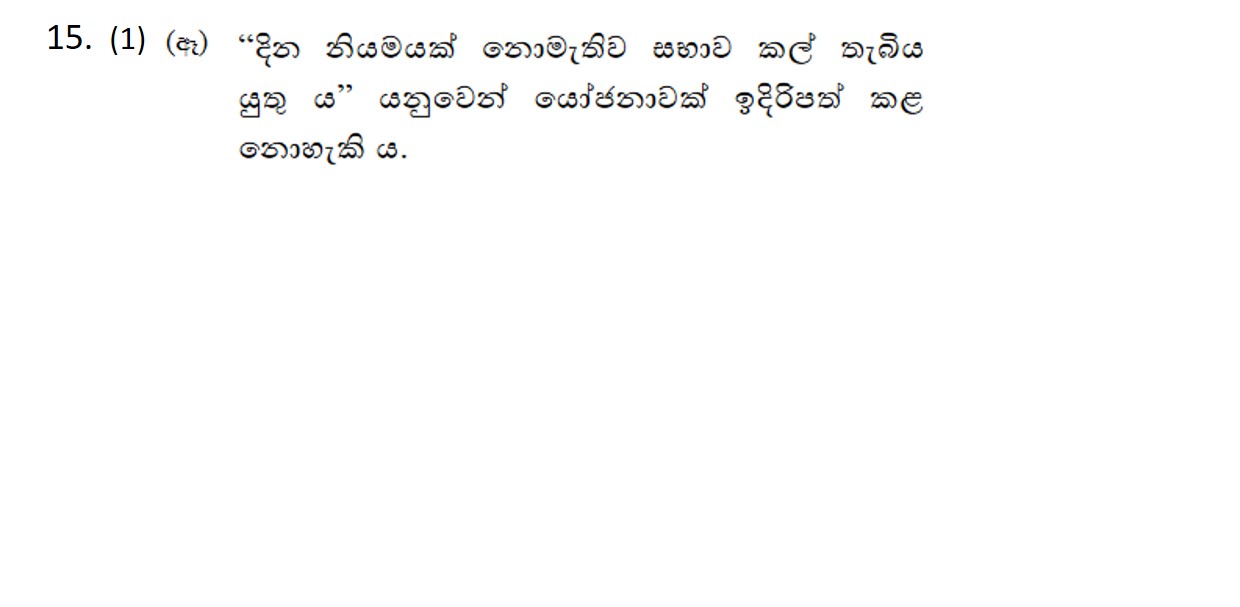 15. (1) (ඈ) “දින නියමයක් නොමැතිව සභාව කල් තැබිය
යුතු ය” යනුවෙන් යෝජනාවක් ඉදිරිපත් කළ
නොහැකි ය.